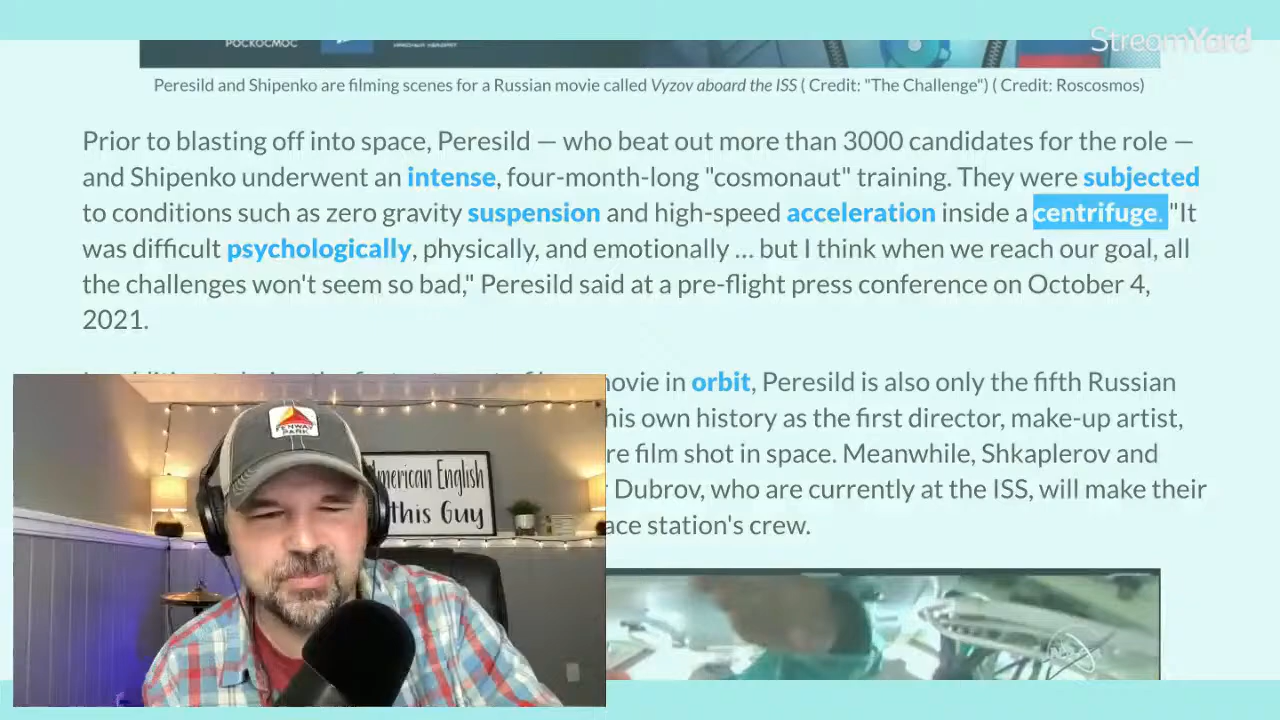 StreamYard
РОСКОСМОС
Peresild and Shipenko are filming scenes for a Russian movie called Vyzov aboard the ISS ( Credit: "The Challenge") ( Credit: Roscosmos)
Prior to blasting off into space, Peresild — who beat out more than 3000 candidates for the role —
and Shipenko underwent an intense, four-month-long "cosmonaut" training. They were subjected
to conditions such as zero gravity suspension and high-speed acceleration inside a centrifuge. "It
was difficult psychologically, physically, and emotionally ... but I think when we reach our goal, all
the challenges won't seem so bad," Peresild said at a pre-flight press conference on October 4,
2021.
movie in orbit, Peresild is also only the fifth Russian
his own history as the first director, make-up artist,
re film shot in space. Meanwhile, Shkaplerov and
Dubrov, who are currently at the ISS, will make their
ace station's crew.
FENWAY
PARK
American English
this Guy